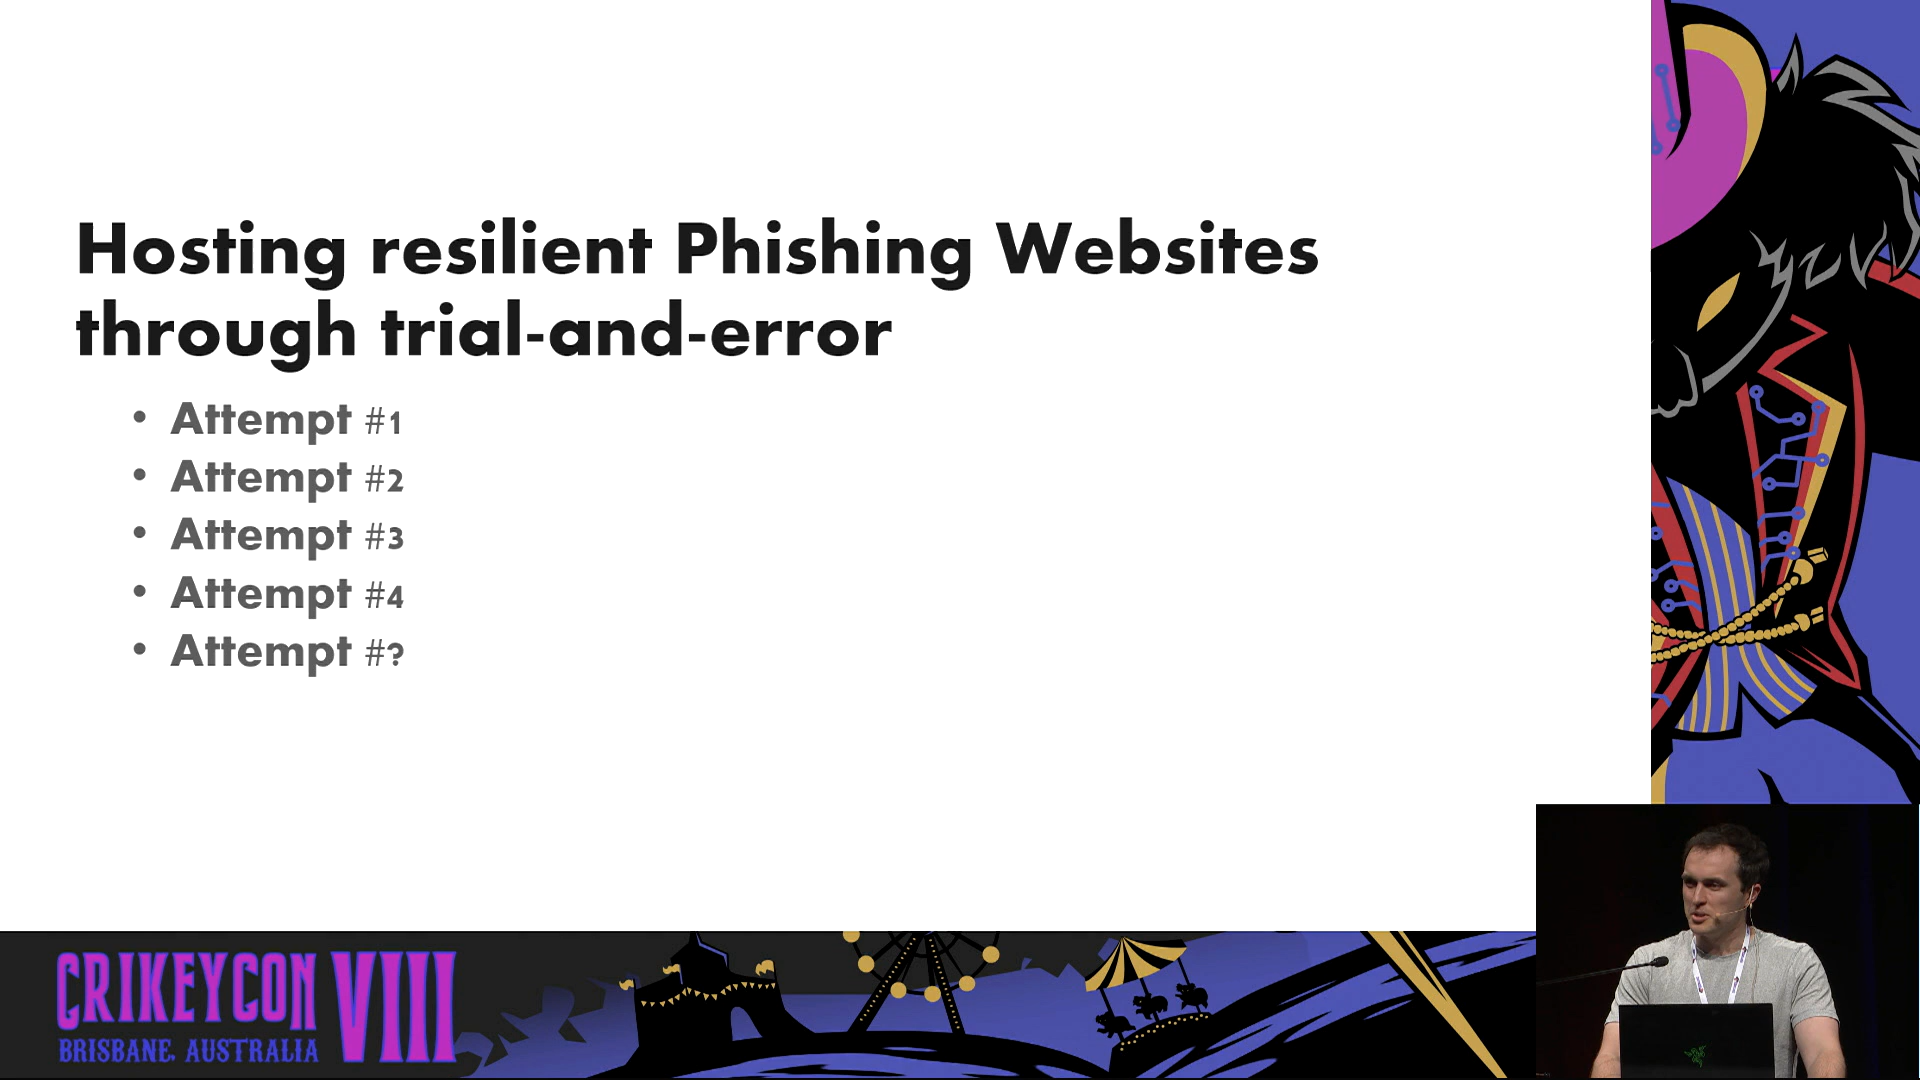 Hosting resilient Phishing Websites
through trial-and-error
• Attempt #1
• Attempt #2
• Attempt #3
• Attempt #4
• Attempt #?
CRIKEYCON VIII
BRISBANE, AUSTRALIA